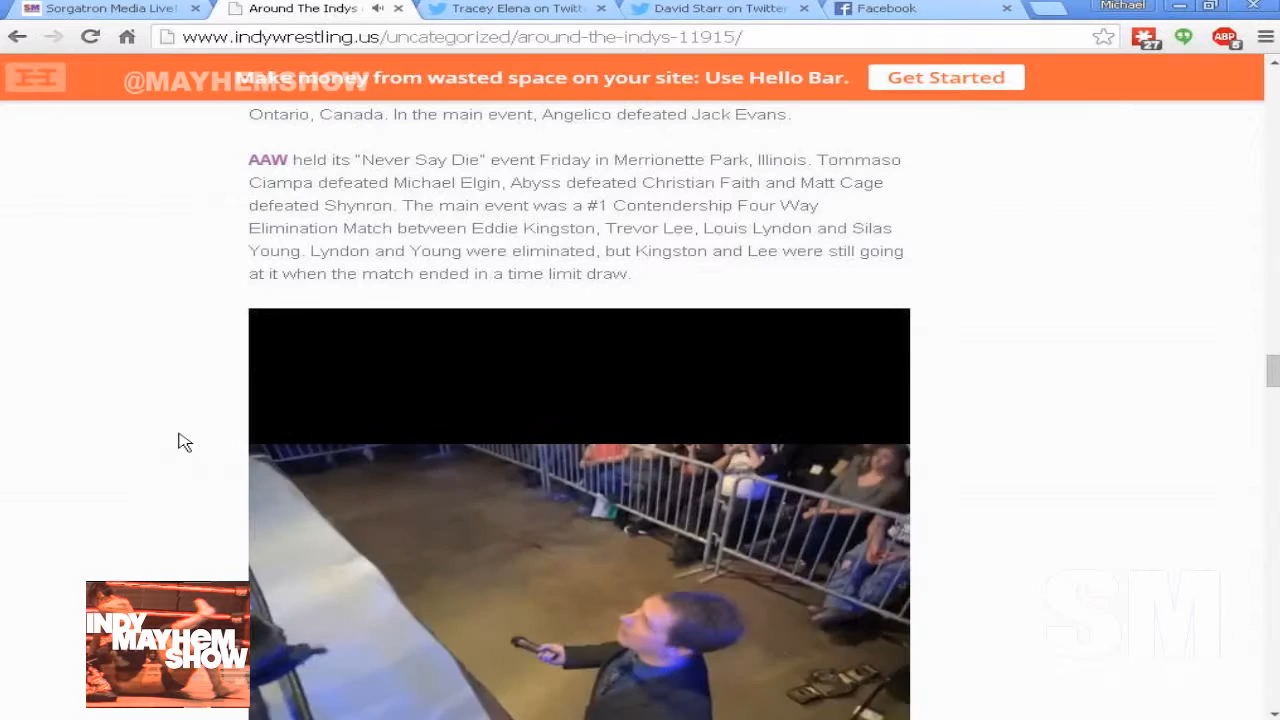 Sorgatron Media Live!
Around The Indys
Tracey Elena on Twitt
David Starr on Twitter
Facebook
Michael
www.indywrestling.us/uncategorized/around-the-indys-11915/
27
ABP
5
@MAYHEMSHOW
Make money from wasted space on your site: Use Hello Bar.
Get Started
Ontario, Canada. In the main event, Angelico defeated Jack Evans.
AAW held its "Never Say Die" event Friday in Merrionette Park, Illinois. Tommaso
Ciampa defeated Michael Elgin, Abyss defeated Christian Faith and Matt Cage
defeated Shynron. The main event was a #1 Contendership Four Way
Elimination Match between Eddie Kingston, Trevor Lee, Louis Lyndon and Silas
Young. Lyndon and Young were eliminated, but Kingston and Lee were still going
at it when the match ended in a time limit draw.
INDY
MAYHEM
SHOW
SM